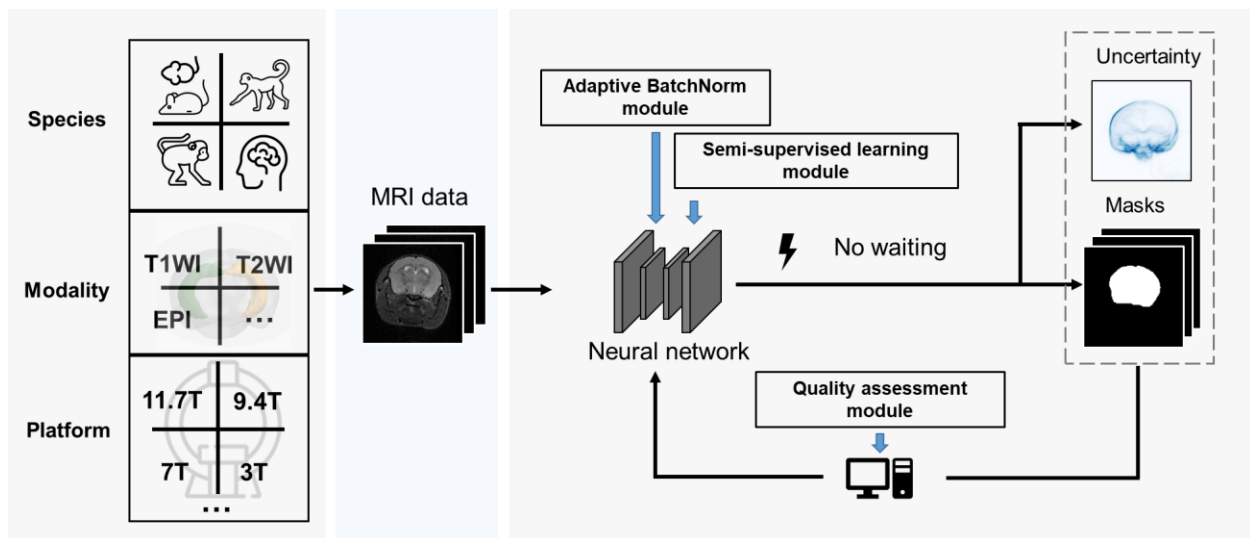 Species
Modality
T1WI
T2WI
EPI
...
Platform
11.7T
9.4T
7T
3T
...
MRI data
Adaptive BatchNorm
module
Semi-supervised learning
module
Neural network
No waiting
Uncertainty
Masks
Quality assessment
module